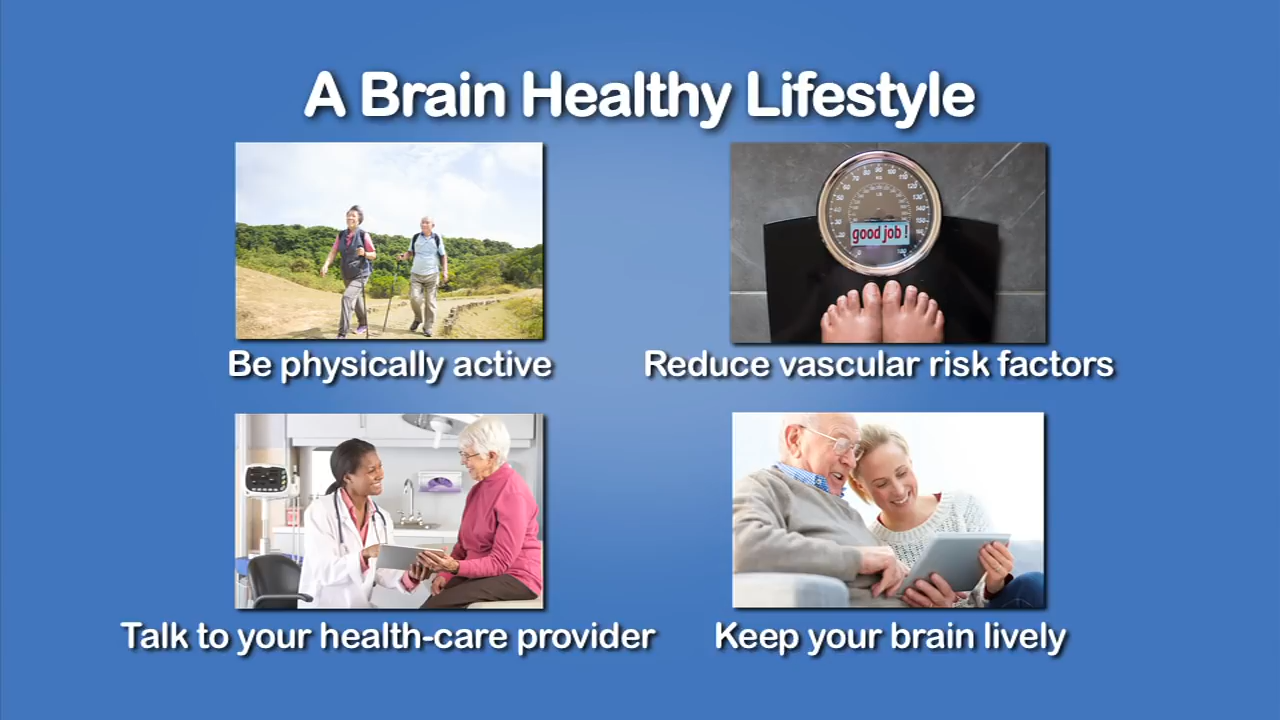 A Brain Healthy Lifestyle
good job !
Be physically active
Reduce vascular risk factors
Talk to your health-care provider
Keep your brain lively